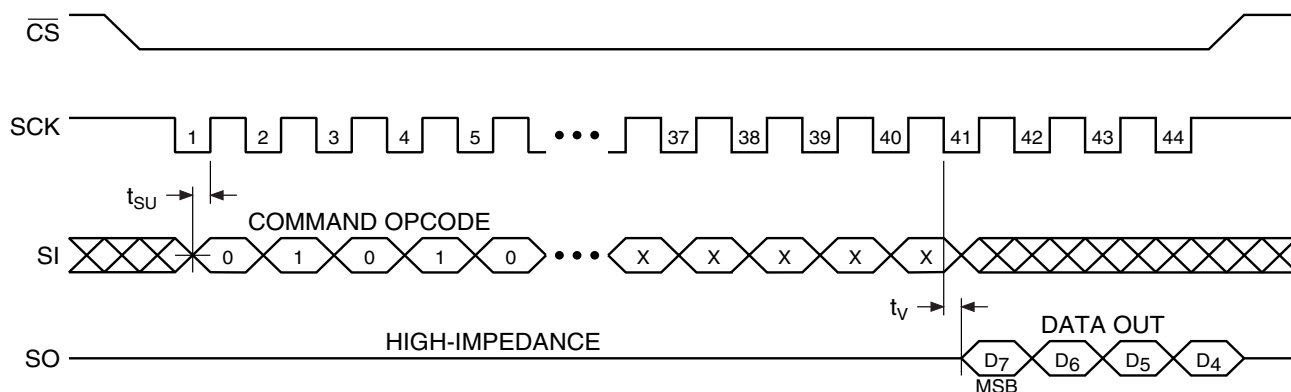 CS
SCK 1 2 3 4 5 ••• 37 38 39 40 41 42 43 44
tSU
COMMAND OPCODE
SI 0 1 0 1 0 ••• X X X X X
tV
HIGH-IMPEDANCE
DATA OUT
SO D7 D6 D5 D4
MSB